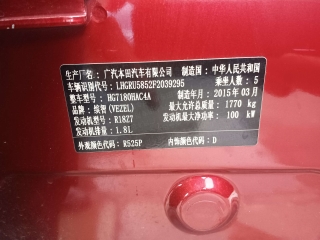 生产厂名：广汽本田汽车有限公司 制造国：中华人民共和国
车辆识别代号：LHGRU5852F2039295 乘坐人数：5
整车型号：HG7180HAC4A 制造年月：2015年03月
品牌：缤智(VEZEL) 最大允许总质量：1770 kg
发动机型号：R18Z7 发动机最大净功率：100 kW
发动机排量：1.8L
外观颜色代码：R525P 内饰颜色代码：D